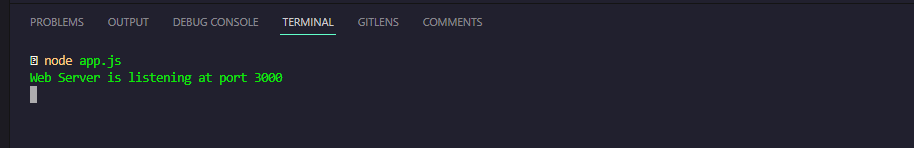 PROBLEMS OUTPUT DEBUG CONSOLE TERMINAL GITLENS COMMENTS
node app.js
Web Server is listening at port 3000